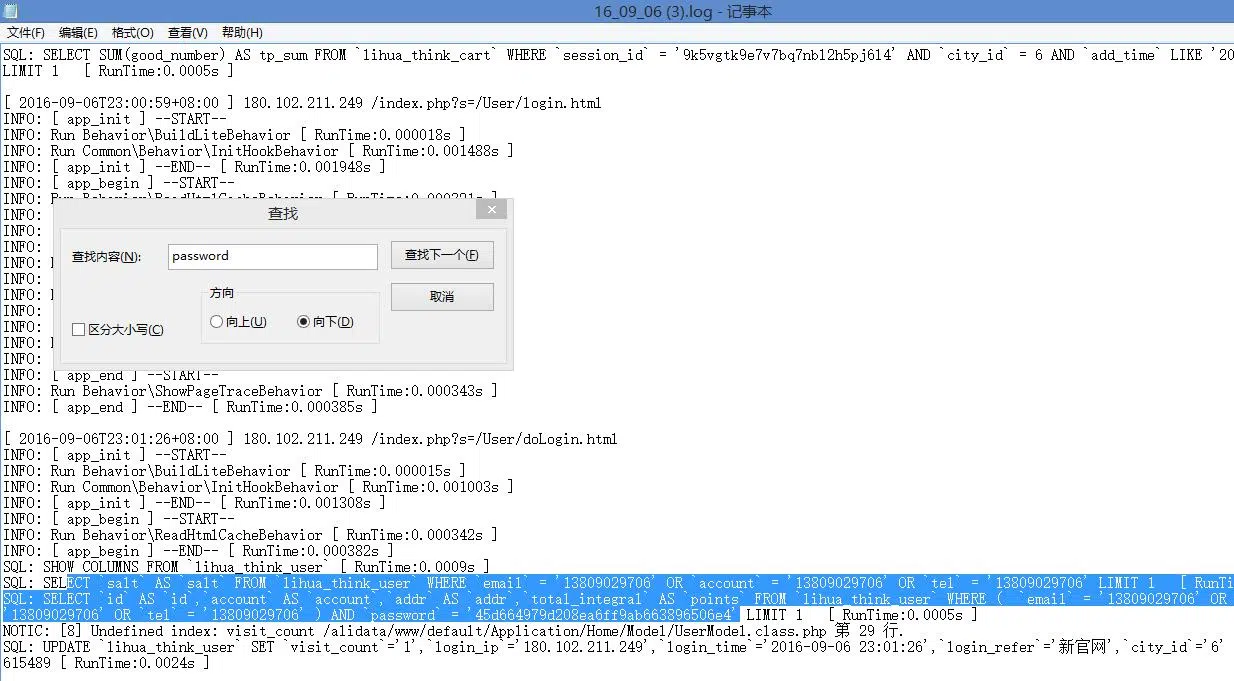 16_09_06 (3).log - 记事本
文件(F) 编辑(E) 格式(O) 查看(V) 帮助(H)
SQL: SELECT SUM(good_number) AS tp_sum FROM `lihua_think_cart` WHERE `session_id` = '9k5vgtk9e7v7bq7nbl2h5pj614' AND `city_id` = 6 AND `add_time` LIKE '20
LIMIT 1 [ RunTime:0.0005s ]
[ 2016-09-06T23:00:59+08:00 ] 180.102.211.249 /index.php?s=/User/login.html
INFO: [ app_init ] --START--
INFO: Run Behavior\BuildLiteBehavior [ RunTime:0.000018s ]
INFO: Run Common\Behavior\InitHookBehavior [ RunTime:0.001488s ]
INFO: [ app_init ] --END-- [ RunTime:0.001948s ]
INFO: [ app_begin ] --START--
INFO: Run Behavior\ReadHtmlCacheBehavior [ RunTime:0.000321s ]
INFO:
INFO:
INFO:
INFO:
INFO:
INFO:
INFO:
INFO:
INFO:
INFO:
查找
查找内容(N):
password
查找下一个(F)
取消
方向
向上(U)
向下(D)
区分大小写(C)
INFO: [ app_end ] --START--
INFO: Run Behavior\ShowPageTraceBehavior [ RunTime:0.000343s ]
INFO: [ app_end ] --END-- [ RunTime:0.000385s ]
[ 2016-09-06T23:01:26+08:00 ] 180.102.211.249 /index.php?s=/User/doLogin.html
INFO: [ app_init ] --START--
INFO: Run Behavior\BuildLiteBehavior [ RunTime:0.000015s ]
INFO: Run Common\Behavior\InitHookBehavior [ RunTime:0.001003s ]
INFO: [ app_init ] --END-- [ RunTime:0.001308s ]
INFO: [ app_begin ] --START--
INFO: Run Behavior\ReadHtmlCacheBehavior [ RunTime:0.000342s ]
INFO: [ app_begin ] --END-- [ RunTime:0.000382s ]
SQL: SHOW COLUMNS FROM `lihua_think_user` [ RunTime:0.0009s ]
SQL: SELECT `salt` AS `salt` FROM `lihua_think_user` WHERE `email` = '13809029706' OR `account` = '13809029706' OR `tel` = '13809029706' LIMIT 1 [ RunTi
SQL: SELECT `id` AS `id`,`account` AS `account`,`addr` AS `addr`,`total_integral` AS `points` FROM `lihua_think_user` WHERE ( `email` = '13809029706' OR
'13809029706' OR `tel` = '13809029706' ) AND `password` = '45d664979d208ea6ff9ab663896506e4' LIMIT 1 [ RunTime:0.0005s ]
NOTIC: [8] Undefined index: visit_count /alidata/www/default/Application/Home/Model/UserModel.class.php 第 29 行.
SQL: UPDATE `lihua_think_user` SET `visit_count`='1',`login_ip`='180.102.211.249',`login_time`='2016-09-06 23:01:26',`login_refer`='新官网',`city_id`='6'
615489 [ RunTime:0.0024s ]